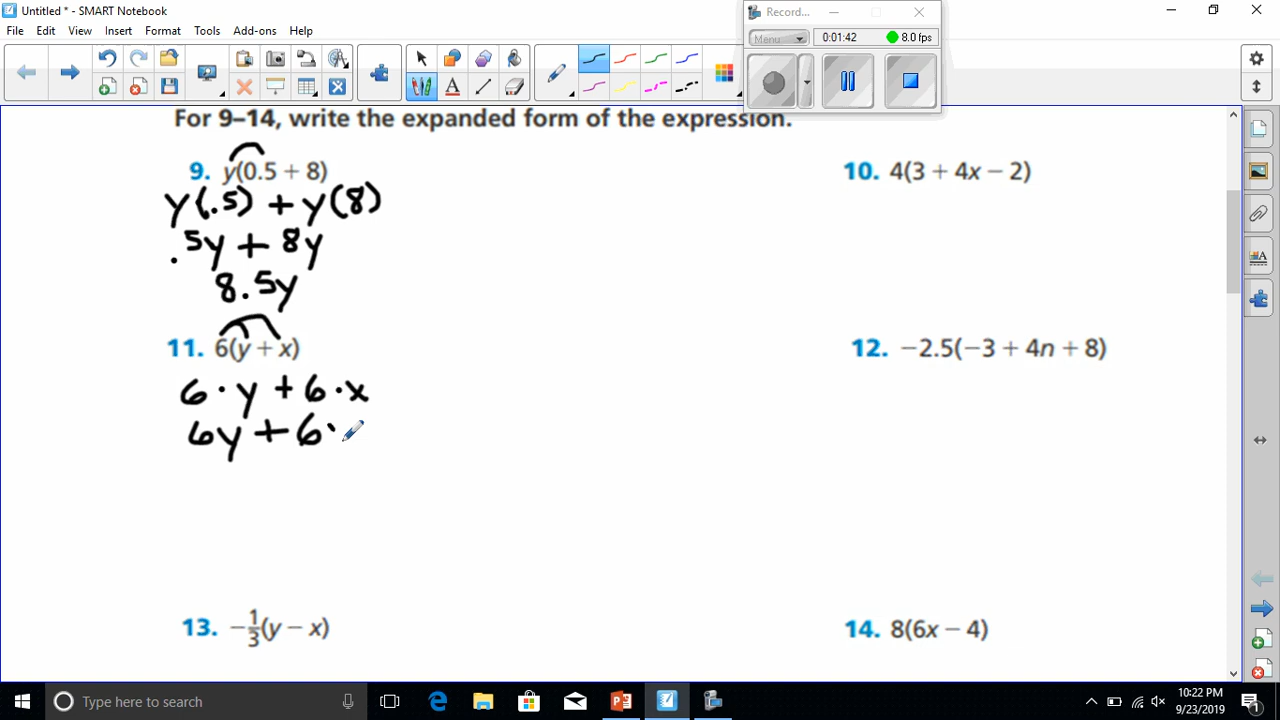 Untitled * - SMART Notebook
File Edit View Insert Format Tools Add-ons Help
Record...
Menu 0:01:42 8.0 fps
For 9–14, write the expanded form of the expression.
9. y(0.5 + 8)
y(.5) + y(8)
.5y + 8y
8.5y
10. 4(3 + 4x − 2)
11. 6(y + x)
6·y + 6·x
6y + 6·
12. −2.5(−3 + 4n + 8)
13. −1/3(y − x)
14. 8(6x − 4)
Type here to search
10:22 PM
9/23/2019